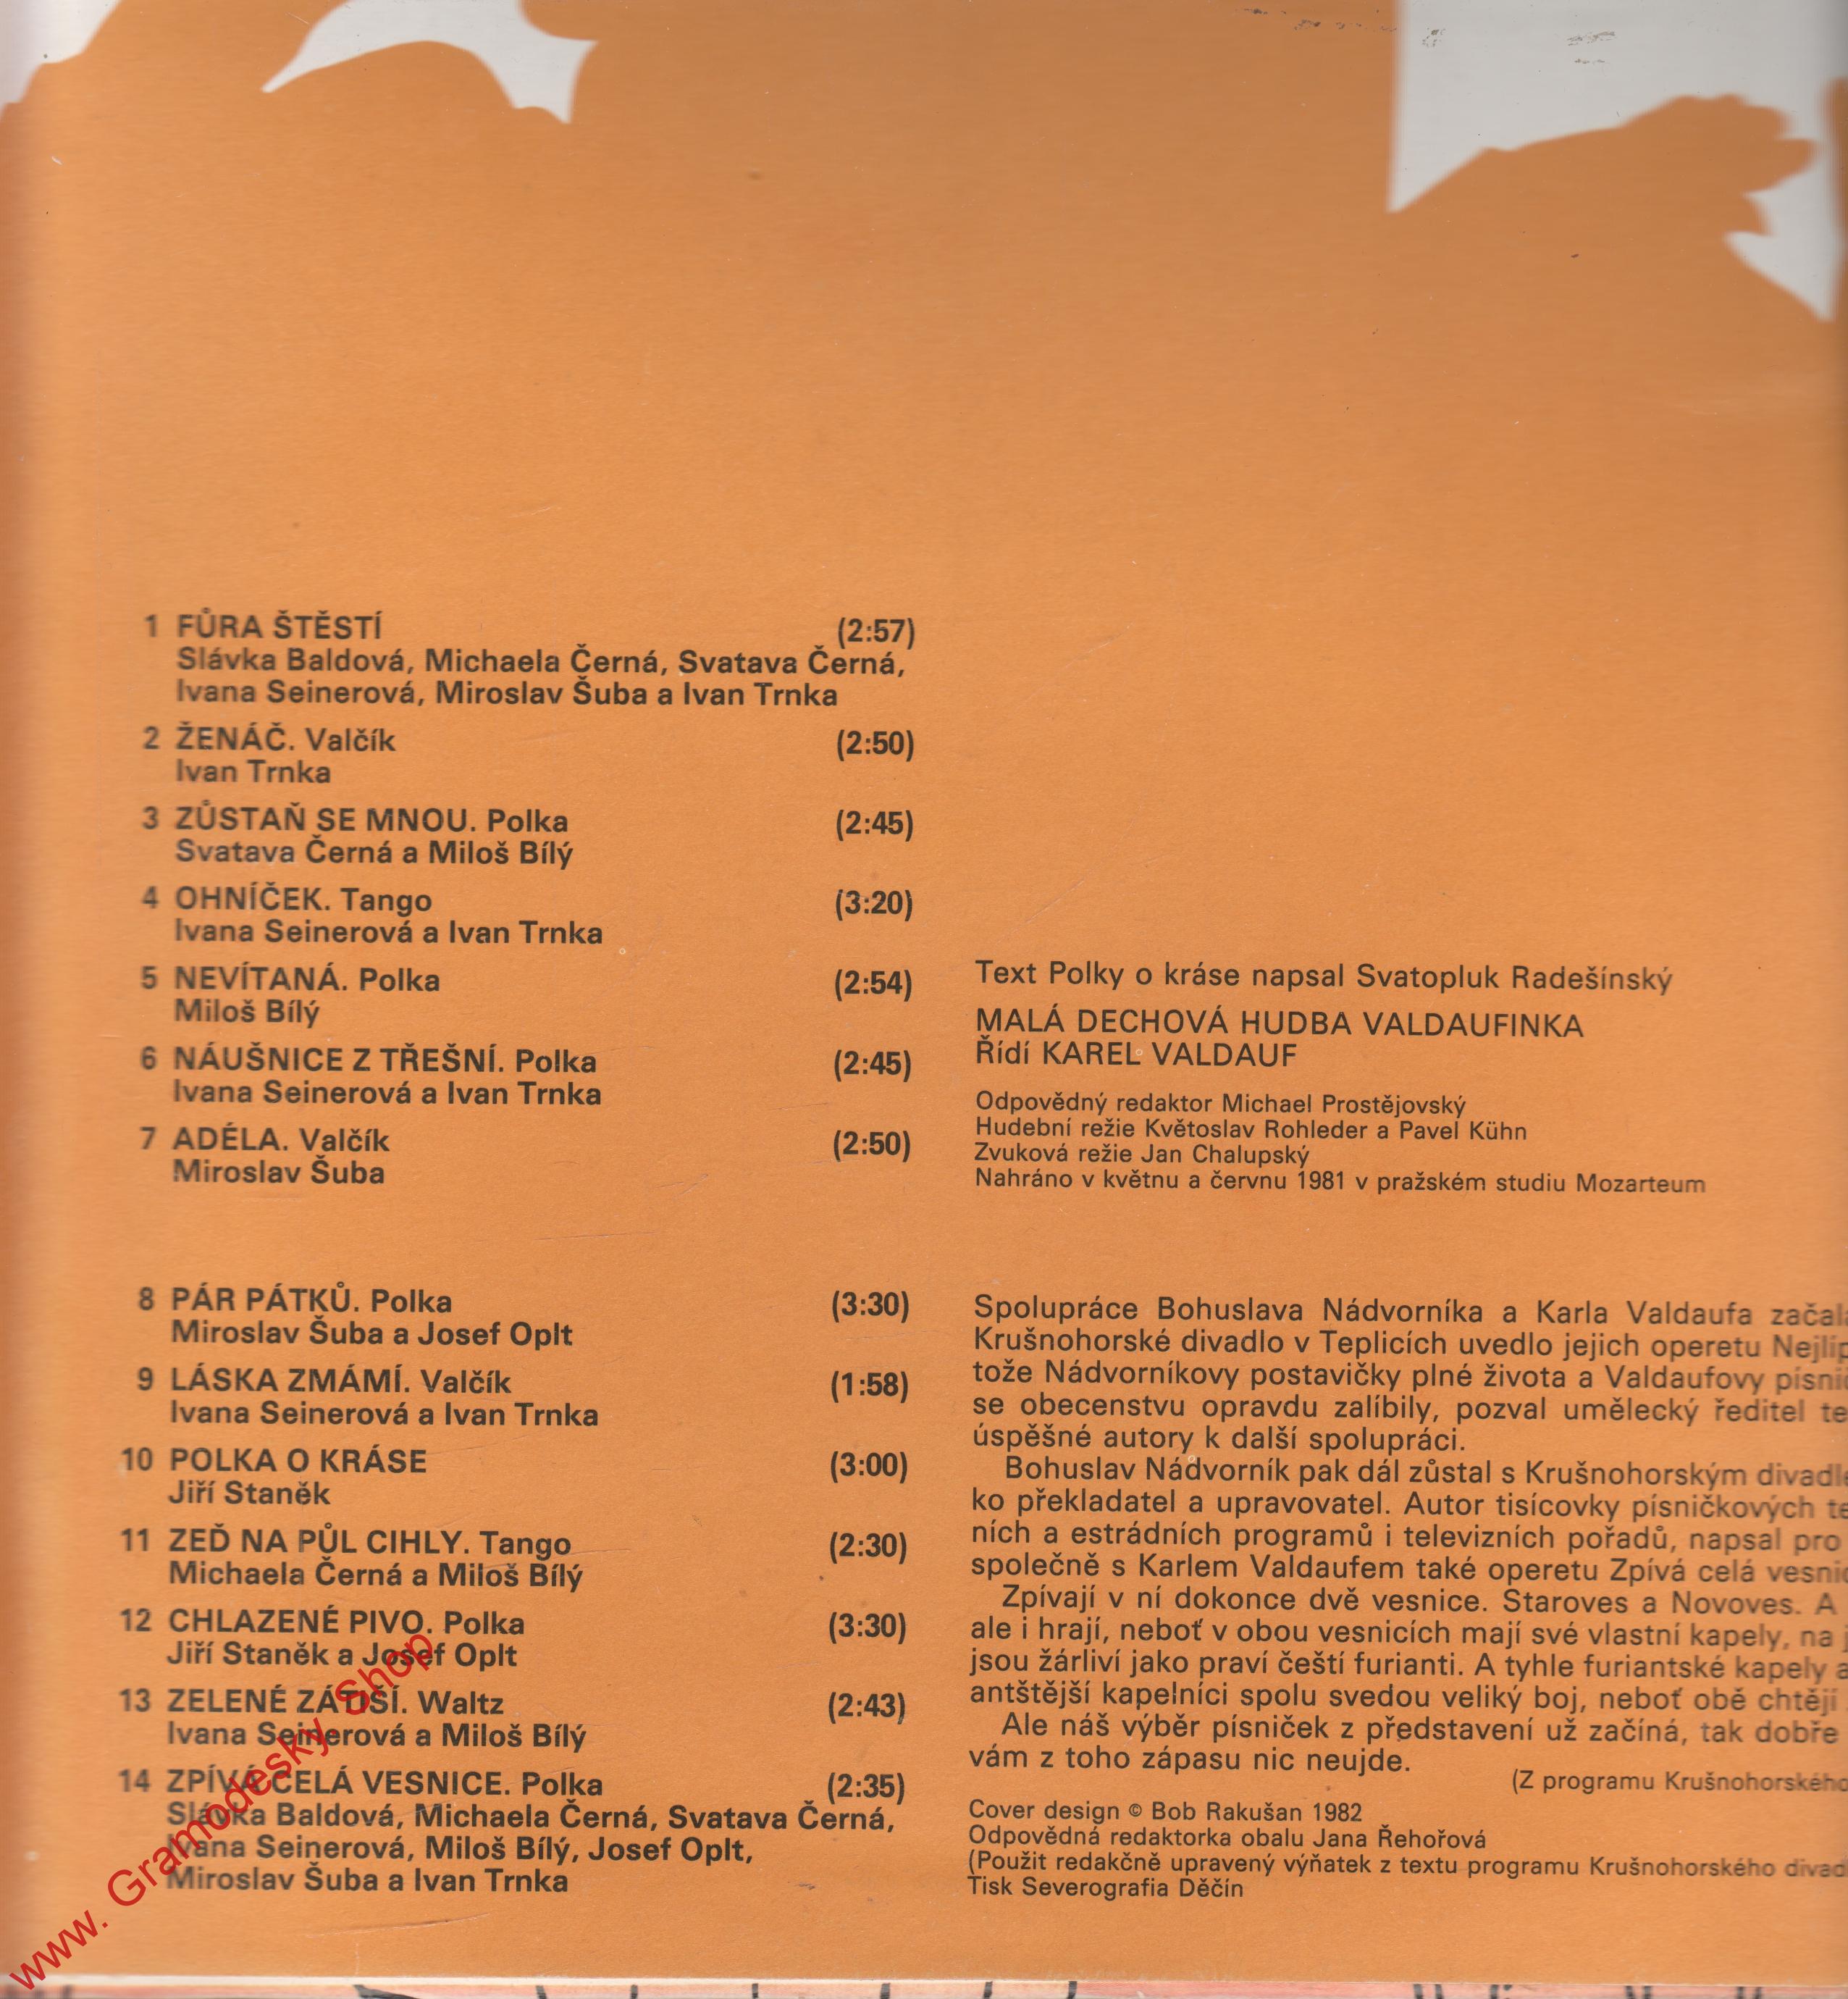 1 FŮRA ŠTĚSTÍ (2:57)
Slávka Baldová, Michaela Černá, Svatava Černá,
Ivana Seinerová, Miroslav Šuba a Ivan Trnka
2 ŽENÁČ. Valčík (2:50)
Ivan Trnka
3 ZŮSTAŇ SE MNOU. Polka (2:45)
Svatava Černá a Miloš Bílý
4 OHNÍČEK. Tango (3:20)
Ivana Seinerová a Ivan Trnka
5 NEVÍTANÁ. Polka (2:54)
Miloš Bílý
6 NÁUŠNICE Z TŘEŠNÍ. Polka (2:45)
Ivana Seinerová a Ivan Trnka
7 ADÉLA. Valčík (2:50)
Miroslav Šuba
8 PÁR PÁTKŮ. Polka (3:30)
Miroslav Šuba a Josef Oplt
9 LÁSKA ZMÁMÍ. Valčík (1:58)
Ivana Seinerová a Ivan Trnka
10 POLKA O KRÁSE (3:00)
Jiří Staněk
11 ZEĎ NA PŮL CIHLY. Tango (2:30)
Michaela Černá a Miloš Bílý
12 CHLAZENÉ PIVO. Polka (3:30)
Jiří Staněk a Josef Oplt
13 ZELENÉ ZÁTIŠÍ. Waltz (2:43)
Ivana Seinerová a Miloš Bílý
14 ZPÍVÁ CELÁ VESNICE. Polka (2:35)
Slávka Baldová, Michaela Černá, Svatava Černá,
Ivana Seinerová, Miloš Bílý, Josef Oplt,
Miroslav Šuba a Ivan Trnka
Text Polky o kráse napsal Svatopluk Radešínský
MALÁ DECHOVÁ HUDBA VALDAUFINKA
Řídí KAREL VALDAUF
Odpovědný redaktor Michael Prostějovský
Hudební režie Květoslav Rohleder a Pavel Kühn
Zvuková režie Jan Chalupský
Nahráno v květnu a červnu 1981 v pražském studiu Mozarteum
Spolupráce Bohuslava Nádvorníka a Karla Valdaufa
Krušnohorské divadlo v Teplicích uvedlo jejich operetu
tože Nádvorníkovy postavičky plné života a Valdaufovy
se obecenstvu opravdu zalíbily, pozval umělecký ředitel
úspěšné autory k další spolupráci.
Bohuslav Nádvorník pak dál zůstal s Krušnohorským
ko překladatel a upravovatel. Autor tisícovky písničkových
ních a estrádních programů i televizních pořadů, napsal pro
společně s Karlem Valdaufem také operetu Zpívá celá
Zpívají v ní dokonce dvě vesnice. Staroves a Novoves. A
ale i hrají, neboť v obou vesnicích mají své vlastní kapely, na
jsou žárliví jako praví čeští furianti. A tyhle furiantské kapely
antštější kapelníci spolu svedou veliký boj, neboť obě chtějí
Ale náš výběr písniček z představení už začíná, tak dobře
vám z toho zápasu nic neujde.
(Z programu Krušnohorského
Cover design © Bob Rakušan 1982
Odpovědná redaktorka obalu Jana Řehořová
(Použit redakčně upravený výňatek z textu programu Krušnohorského
Tisk Severografia Děčín
www. Gramodesky. Shop